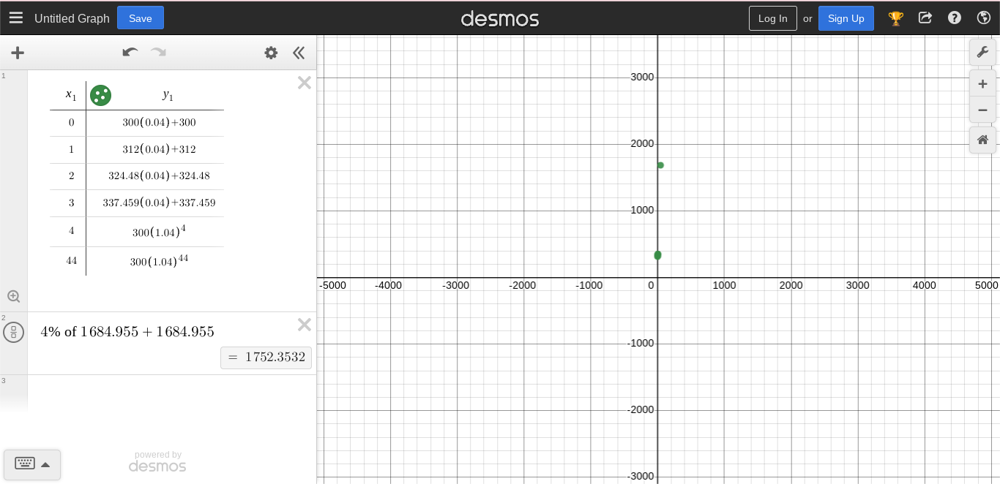 Untitled Graph Save desmos Log In or Sign Up
1
x₁ y₁
0 300(0.04)+300
1 312(0.04)+312
2 324.48(0.04)+324.48
3 337.459(0.04)+337.459
4 300(1.04)⁴
44 300(1.04)⁴⁴
2
4% of 1684.955 + 1684.955
= 1752.3532
3
powered by
desmos
3000
2000
1000
-5000 -4000 -3000 -2000 -1000 0 1000 2000 3000 4000 5000
-1000
-2000
-3000